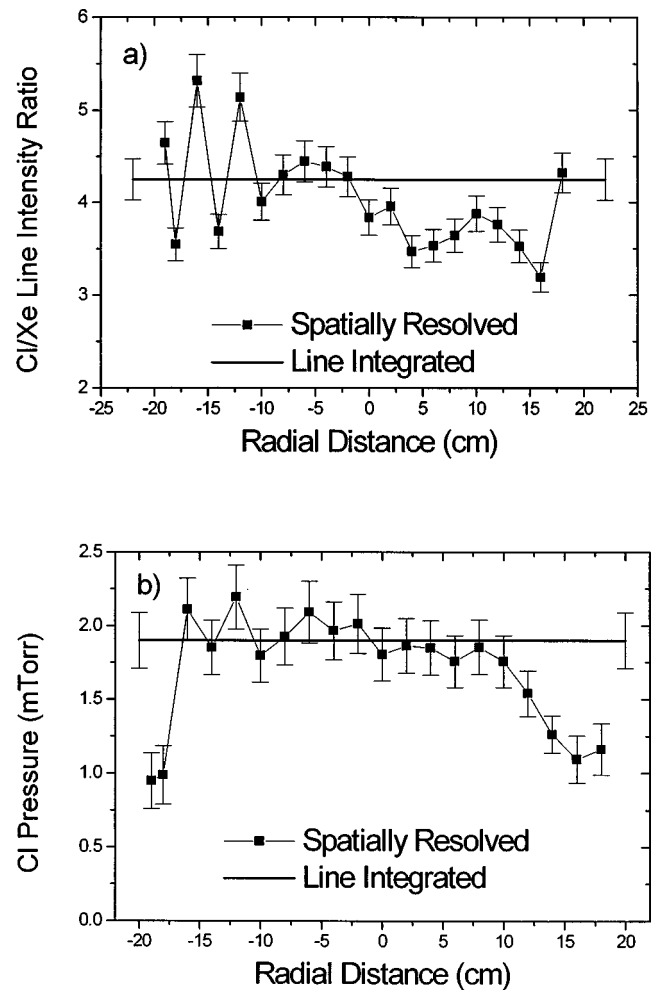 a)
Cl/Xe Line Intensity Ratio
6
5
4
3
2
Spatially Resolved
Line Integrated
-25 -20 -15 -10 -5 0 5 10 15 20 25
Radial Distance (cm)
b)
Cl Pressure (mTorr)
2.5
2.0
1.5
1.0
0.5
0.0
Spatially Resolved
Line Integrated
-20 -15 -10 -5 0 5 10 15 20
Radial Distance (cm)